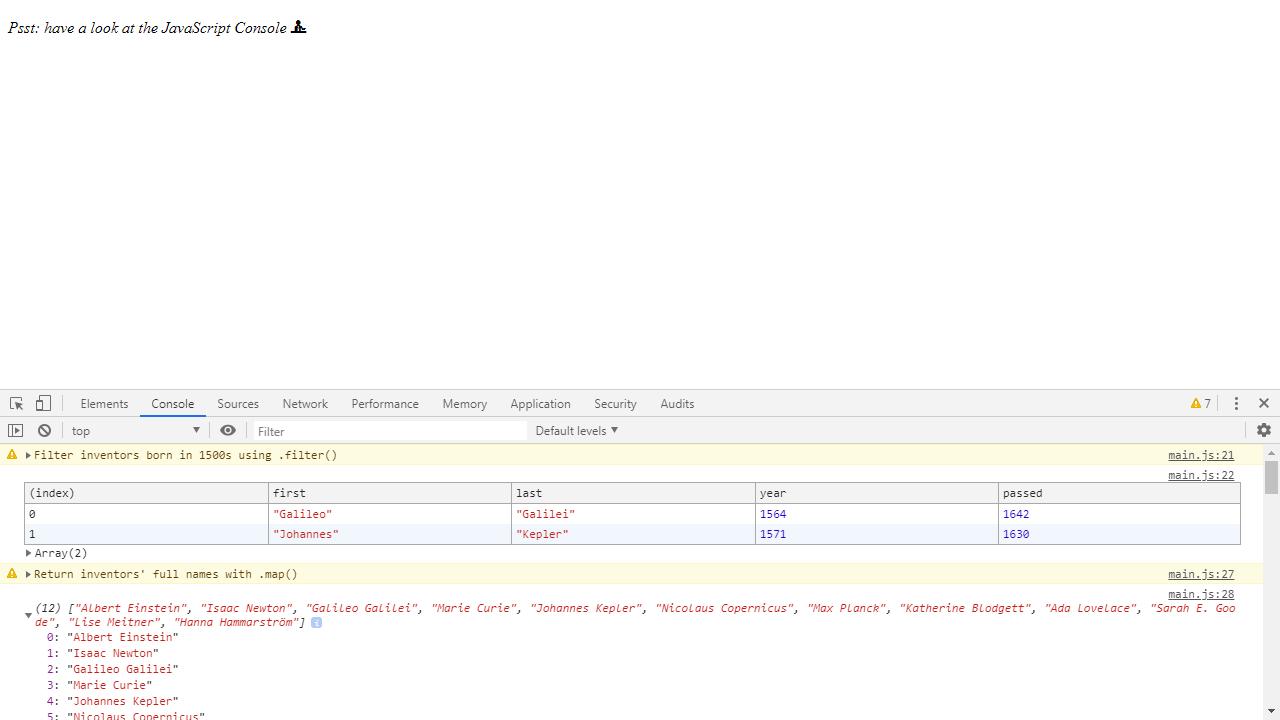 Psst: have a look at the JavaScript Console 💁
Elements Console Sources Network Performance Memory Application Security Audits 7
top Filter Default levels
Filter inventors born in 1500s using .filter() main.js:21
main.js:22
(index) first last year passed
0 "Galileo" "Galilei" 1564 1642
1 "Johannes" "Kepler" 1571 1630
Array(2)
Return inventors' full names with .map() main.js:27
main.js:28
(12) ["Albert Einstein", "Isaac Newton", "Galileo Galilei", "Marie Curie", "Johannes Kepler", "Nicolaus Copernicus", "Max Planck", "Katherine Blodgett", "Ada Lovelace", "Sarah E. Goo
de", "Lise Meitner", "Hanna Hammarström"] i
0: "Albert Einstein"
1: "Isaac Newton"
2: "Galileo Galilei"
3: "Marie Curie"
4: "Johannes Kepler"
5: "Nicolaus Copernicus"